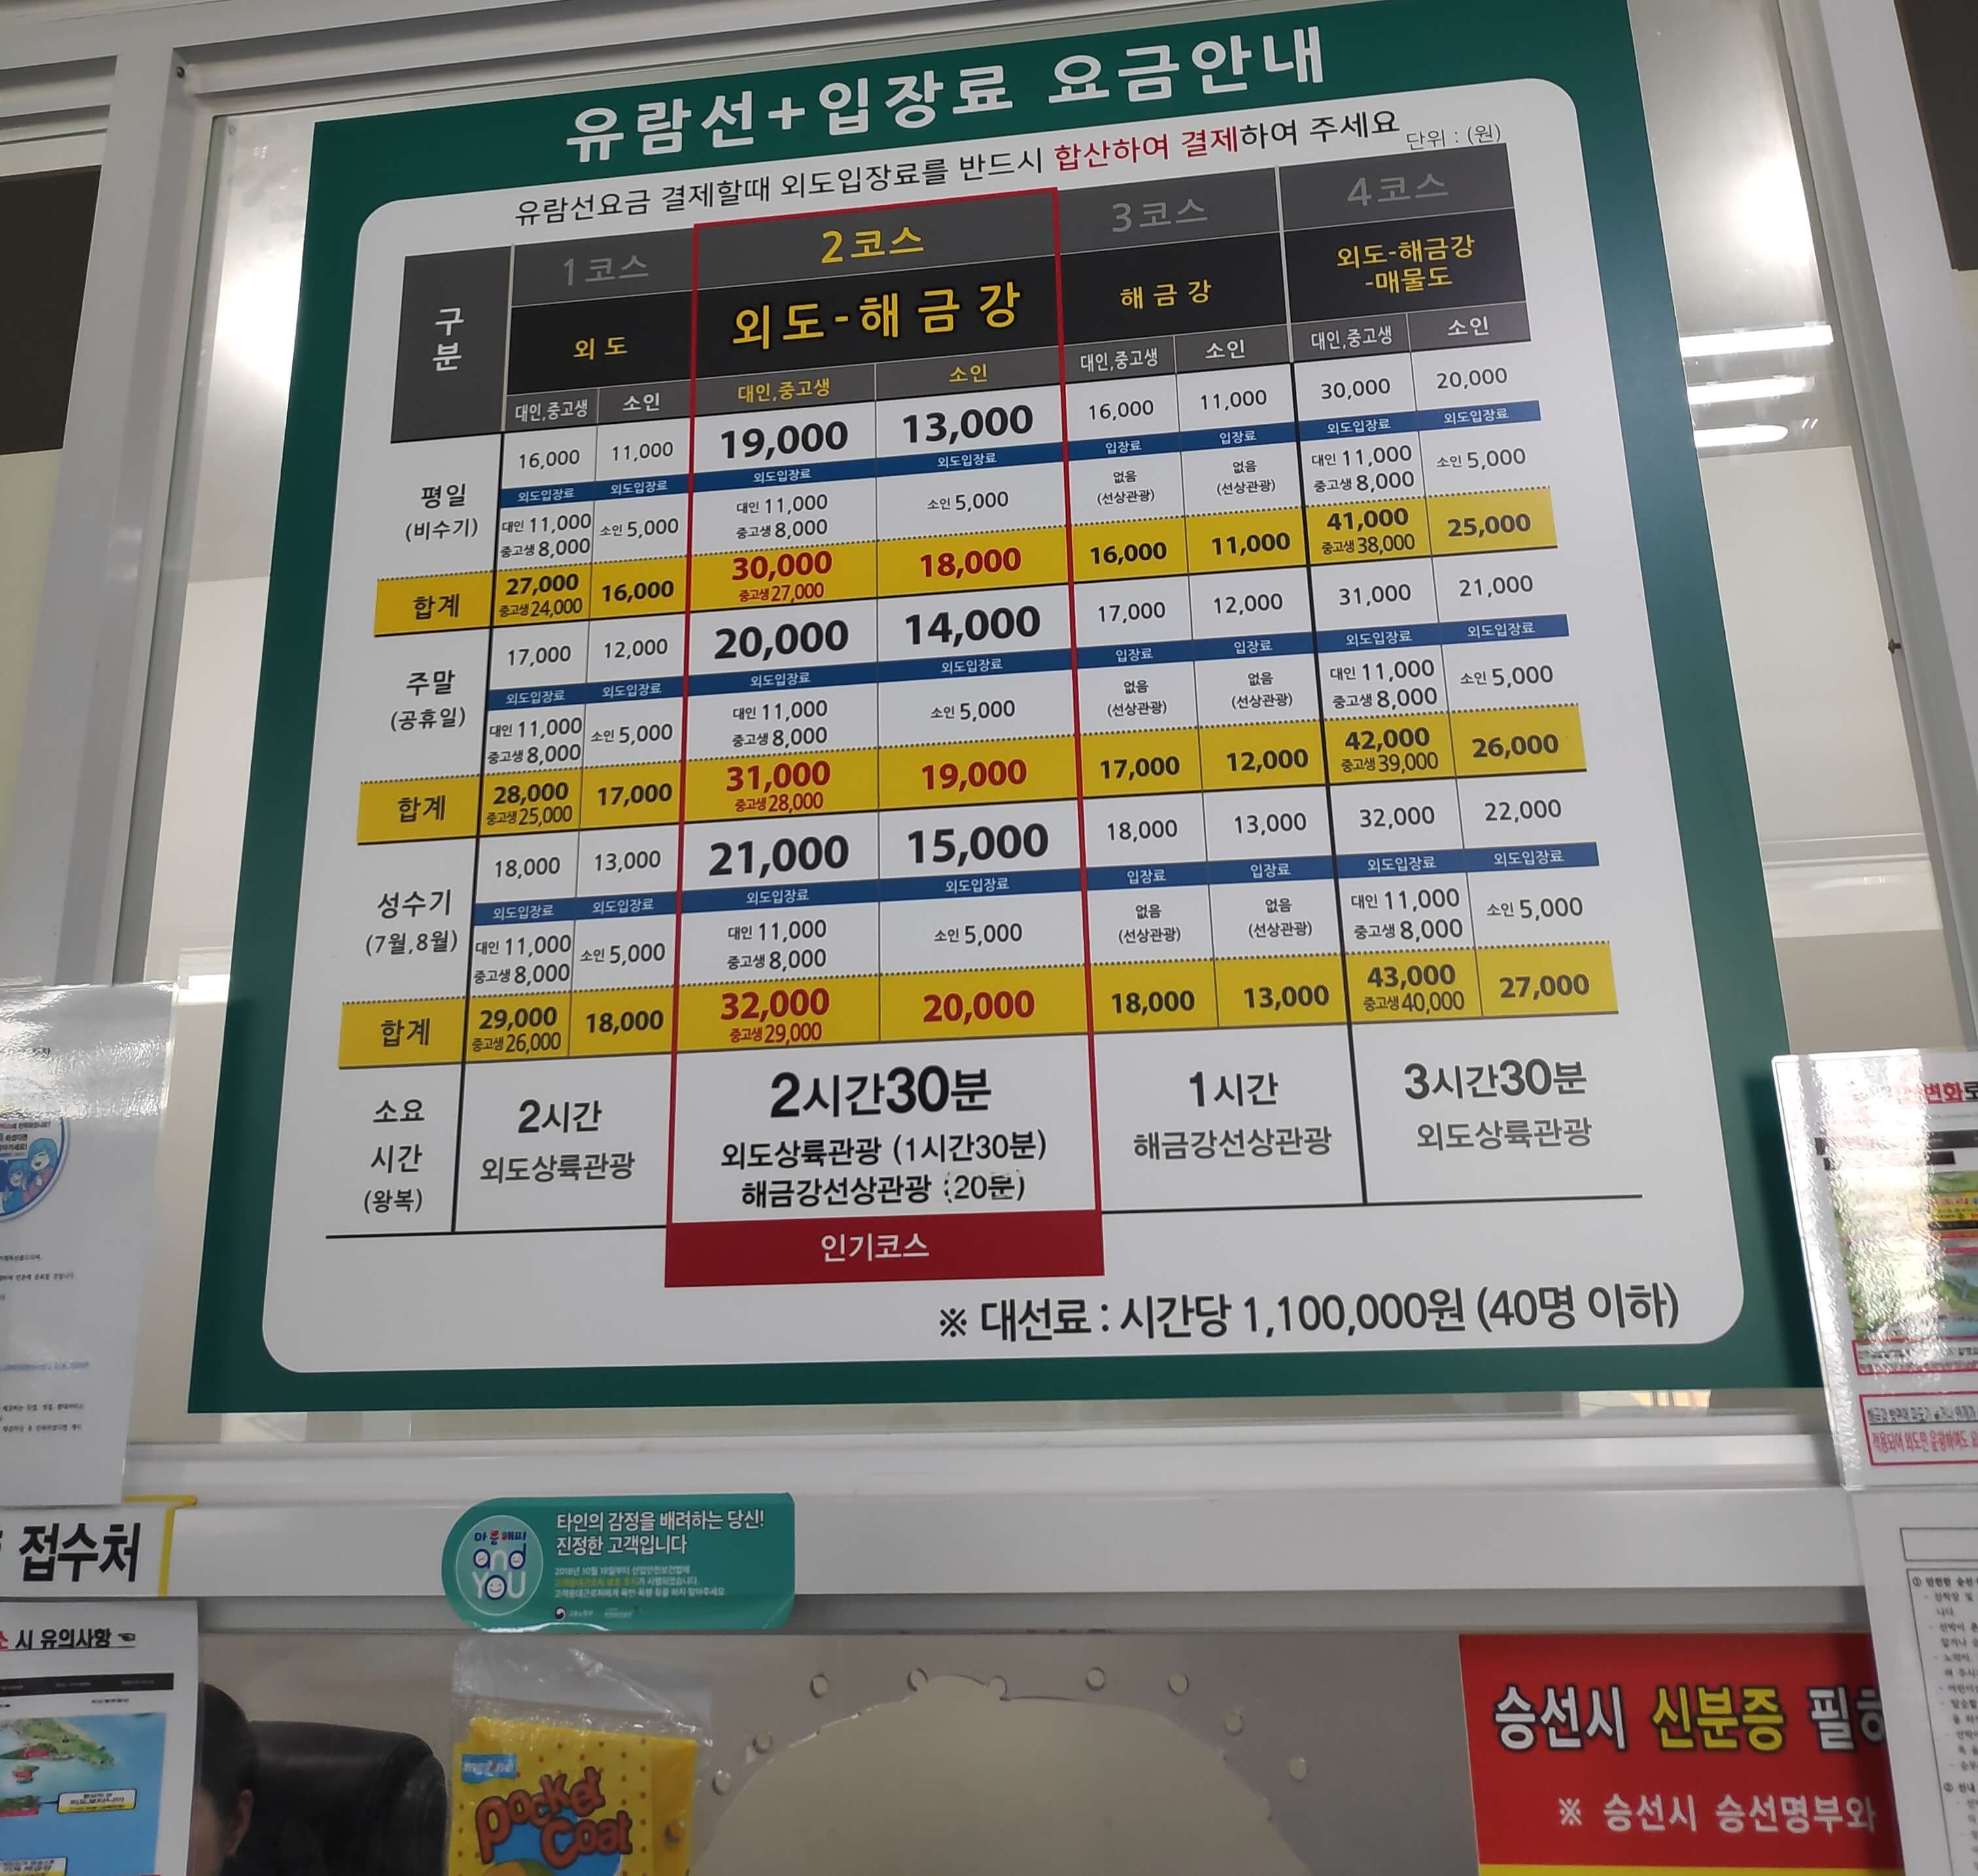 유람선+입장료 요금안내
유람선요금 결제할때 외도입장료를 반드시 합산하여 결제하여 주세요
단위 : (원)
구분 1코스 2코스 3코스 4코스
외도 외도-해금강 해금강 외도-해금강
-매물도
대인,중고생 소인 대인,중고생 소인 대인,중고생 소인 대인,중고생 소인
평일
(비수기)
16,000 11,000 19,000 13,000 16,000 11,000 30,000 20,000
외도입장료 외도입장료 외도입장료 외도입장료 입장료 입장료 외도입장료 외도입장료
대인 11,000 소인 5,000 대인 11,000 소인 5,000 없음 없음 대인 11,000 소인 5,000
중고생 8,000 중고생 8,000 (선상관광) (선상관광) 중고생 8,000
합계 27,000 16,000 30,000 18,000 16,000 11,000 41,000 25,000
중고생 24,000 중고생 27,000 중고생 38,000
주말
(공휴일)
17,000 12,000 20,000 14,000 17,000 12,000 31,000 21,000
외도입장료 외도입장료 외도입장료 외도입장료 입장료 입장료 외도입장료 외도입장료
대인 11,000 소인 5,000 대인 11,000 소인 5,000 없음 없음 대인 11,000 소인 5,000
중고생 8,000 중고생 8,000 (선상관광) (선상관광) 중고생 8,000
합계 28,000 17,000 31,000 19,000 17,000 12,000 42,000 26,000
중고생 25,000 중고생 28,000 중고생 39,000
성수기
(7월,8월)
18,000 13,000 21,000 15,000 18,000 13,000 32,000 22,000
외도입장료 외도입장료 외도입장료 외도입장료 입장료 입장료 외도입장료 외도입장료
대인 11,000 소인 5,000 대인 11,000 소인 5,000 없음 없음 대인 11,000 소인 5,000
중고생 8,000 중고생 8,000 (선상관광) (선상관광) 중고생 8,000
합계 29,000 18,000 32,000 20,000 18,000 13,000 43,000 27,000
중고생 26,000 중고생 29,000 중고생 40,000
소요
시간
(왕복)
2시간
외도상륙관광
2시간30분
외도상륙관광 (1시간30분)
해금강선상관광 (20분)
1시간
해금강선상관광
3시간30분
외도상륙관광
인기코스
※ 대선료 : 시간당 1,100,000원 (40명 이하)
접수처
마음해피
and
YOU
타인의 감정을 배려하는 당신!
진정한 고객입니다
시 유의사항
pocket
Coat
승선시 신분증
※ 승선시 승선명부와